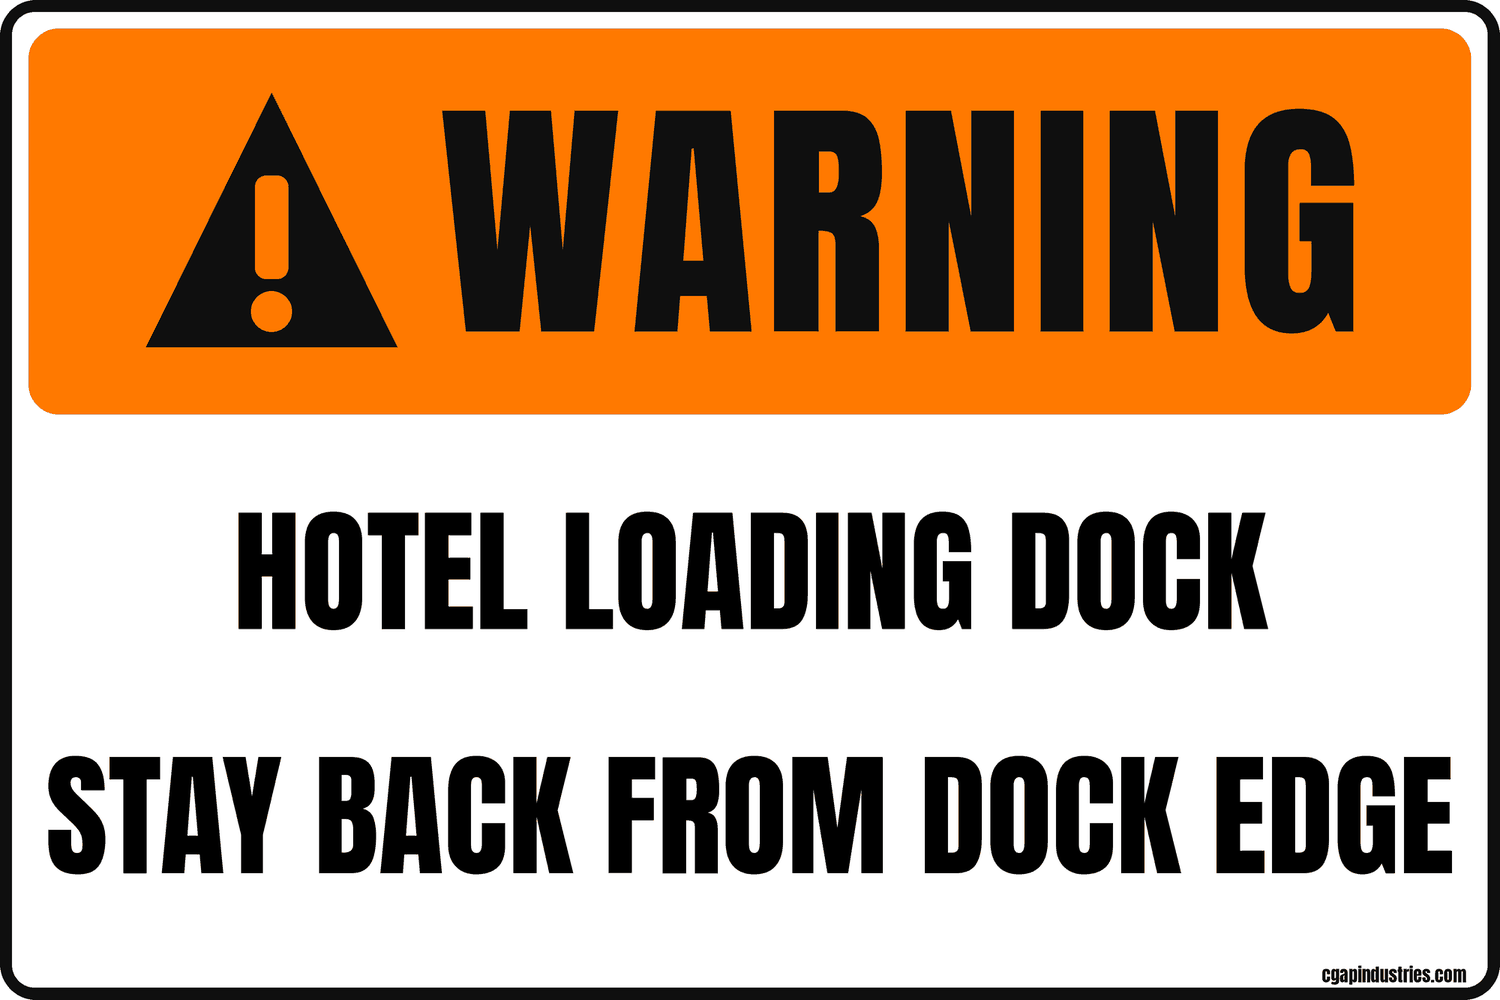 WARNING
HOTEL LOADING DOCK
STAY BACK FROM DOCK EDGE
cgapindustries.com